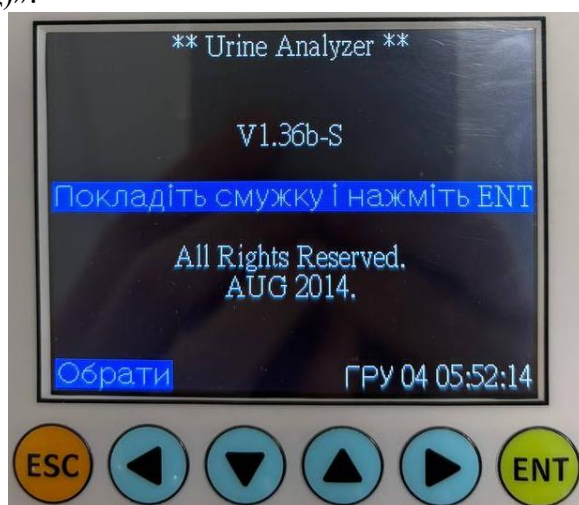 ** Urine Analyzer **
V1.36b-S
Покладіть смужку і нажміть ENT
All Rights Reserved.
AUG 2014.
Обрати ГРУ 04 05:52:14
ESC ENT